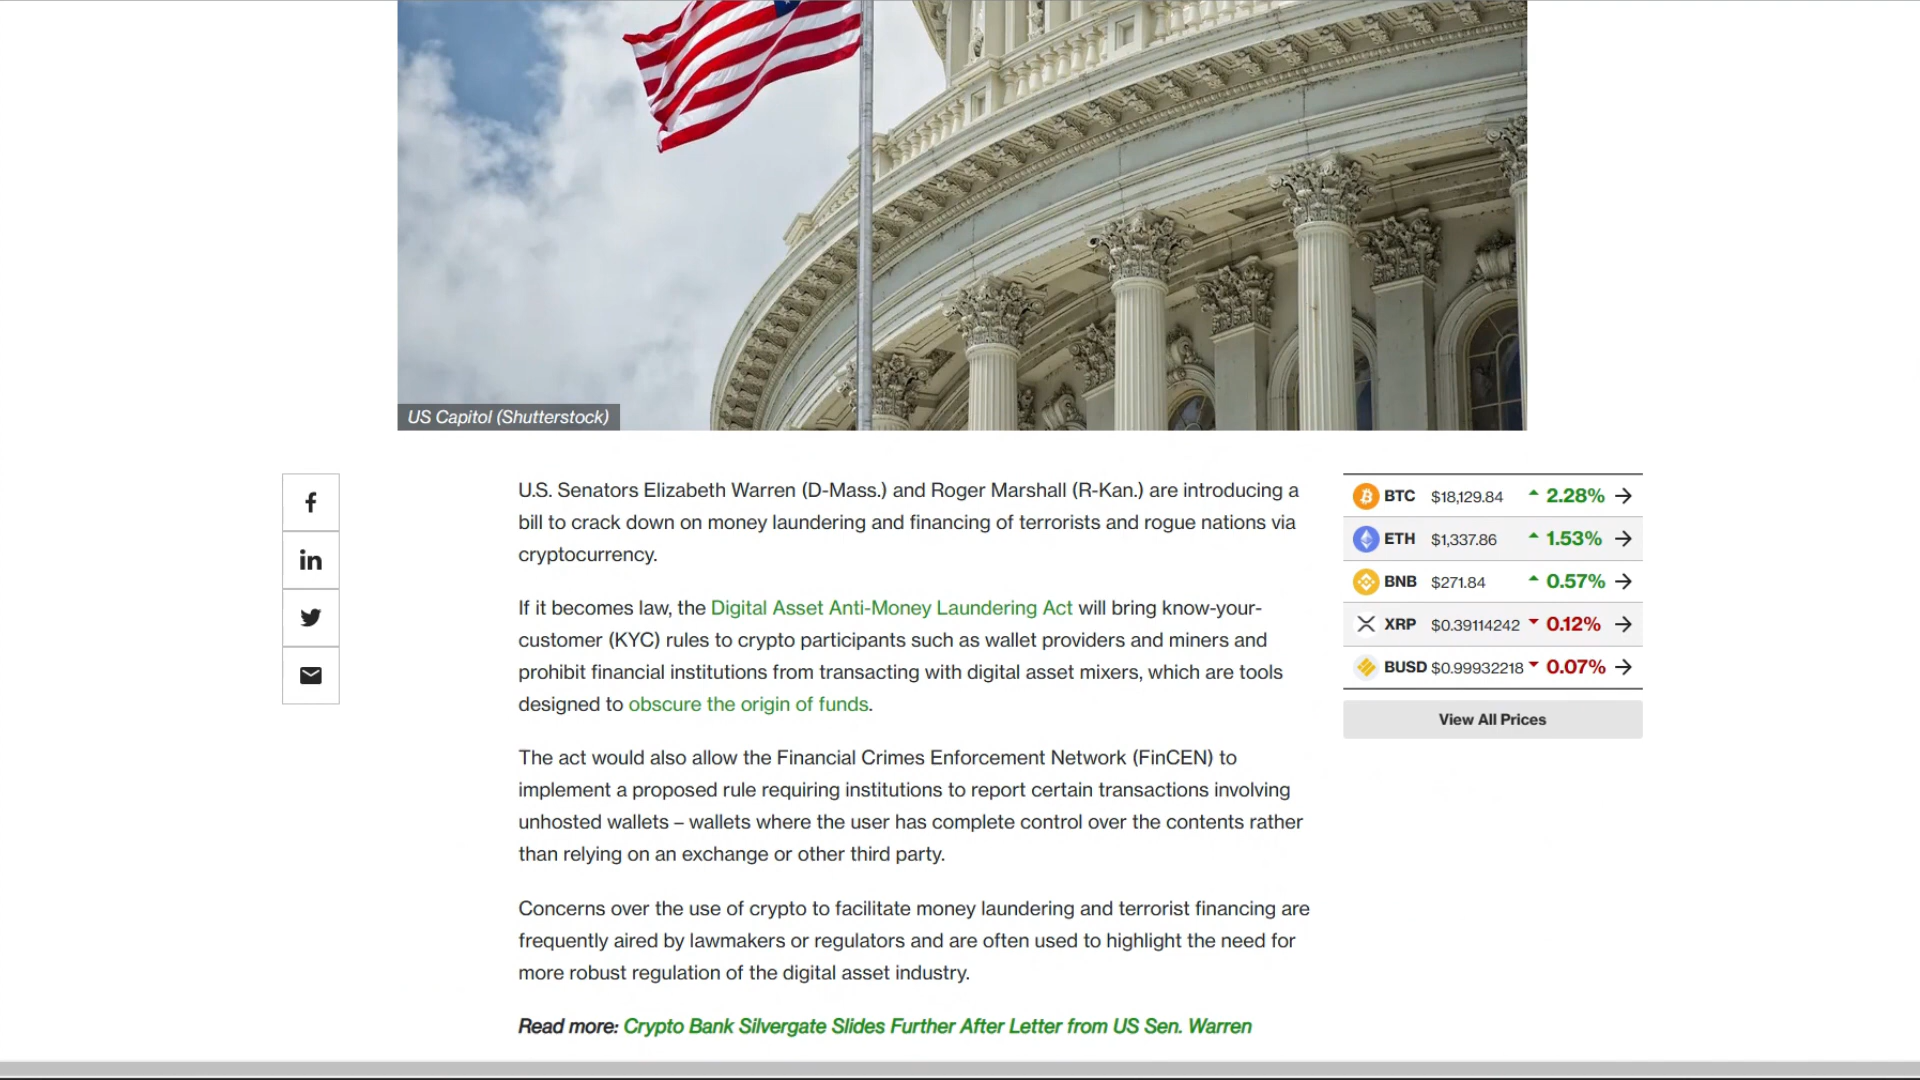 US Capitol (Shutterstock)
U.S. Senators Elizabeth Warren (D-Mass.) and Roger Marshall (R-Kan.) are introducing a
bill to crack down on money laundering and financing of terrorists and rogue nations via
cryptocurrency.
If it becomes law, the Digital Asset Anti-Money Laundering Act will bring know-your-
customer (KYC) rules to crypto participants such as wallet providers and miners and
prohibit financial institutions from transacting with digital asset mixers, which are tools
designed to obscure the origin of funds.
The act would also allow the Financial Crimes Enforcement Network (FinCEN) to
implement a proposed rule requiring institutions to report certain transactions involving
unhosted wallets – wallets where the user has complete control over the contents rather
than relying on an exchange or other third party.
Concerns over the use of crypto to facilitate money laundering and terrorist financing are
frequently aired by lawmakers or regulators and are often used to highlight the need for
more robust regulation of the digital asset industry.
Read more: Crypto Bank Silvergate Slides Further After Letter from US Sen. Warren
BTC $18,129.84 2.28%
ETH $1,337.86 1.53%
BNB $271.84 0.57%
XRP $0.39114242 0.12%
BUSD $0.99932218 0.07%
View All Prices